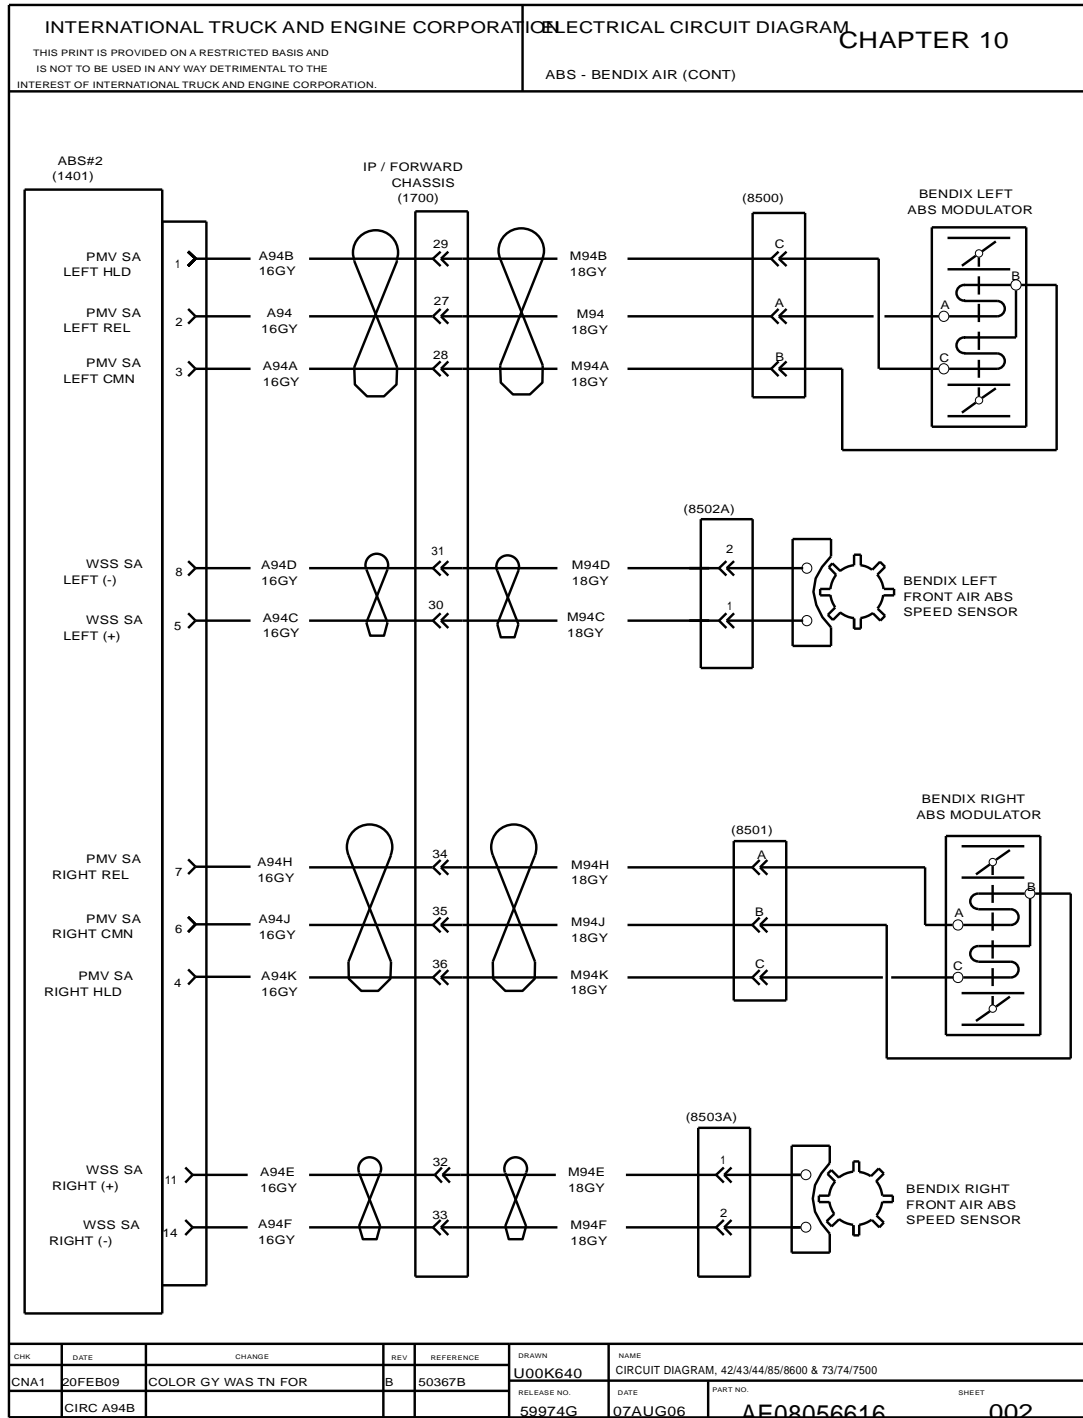 INTERNATIONAL TRUCK AND ENGINE CORPORATION
THIS PRINT IS PROVIDED ON A RESTRICTED BASIS AND
IS NOT TO BE USED IN ANY WAY DETRIMENTAL TO THE
INTEREST OF INTERNATIONAL TRUCK AND ENGINE CORPORATION.
ELECTRICAL CIRCUIT DIAGRAM
CHAPTER 10
ABS - BENDIX AIR (CONT)
ABS#2
(1401)
IP / FORWARD
CHASSIS
(1700)
(8500)
BENDIX LEFT
ABS MODULATOR
PMV SA
LEFT HLD
1
A94B
16GY
29
M94B
18GY
C
B
PMV SA
LEFT REL
2
A94
16GY
27
M94
18GY
A
A
PMV SA
LEFT CMN
3
A94A
16GY
28
M94A
18GY
B
C
(8502A)
WSS SA
LEFT (-)
8
A94D
16GY
31
M94D
18GY
2
WSS SA
LEFT (+)
5
A94C
16GY
30
M94C
18GY
1
BENDIX LEFT
FRONT AIR ABS
SPEED SENSOR
BENDIX RIGHT
ABS MODULATOR
(8501)
PMV SA
RIGHT REL
7
A94H
16GY
34
M94H
18GY
A
B
PMV SA
RIGHT CMN
6
A94J
16GY
35
M94J
18GY
B
A
PMV SA
RIGHT HLD
4
A94K
16GY
36
M94K
18GY
C
C
(8503A)
WSS SA
RIGHT (+)
11
A94E
16GY
32
M94E
18GY
1
WSS SA
RIGHT (-)
14
A94F
16GY
33
M94F
18GY
2
BENDIX RIGHT
FRONT AIR ABS
SPEED SENSOR
CHK DATE CHANGE REV REFERENCE
CNA1 20FEB09 COLOR GY WAS TN FOR B 50367B
CIRC A94B
DRAWN
U00K640
NAME
CIRCUIT DIAGRAM, 42/43/44/85/8600 & 73/74/7500
RELEASE NO.
59974G
DATE
07AUG06
PART NO.
AE08056616
SHEET
002